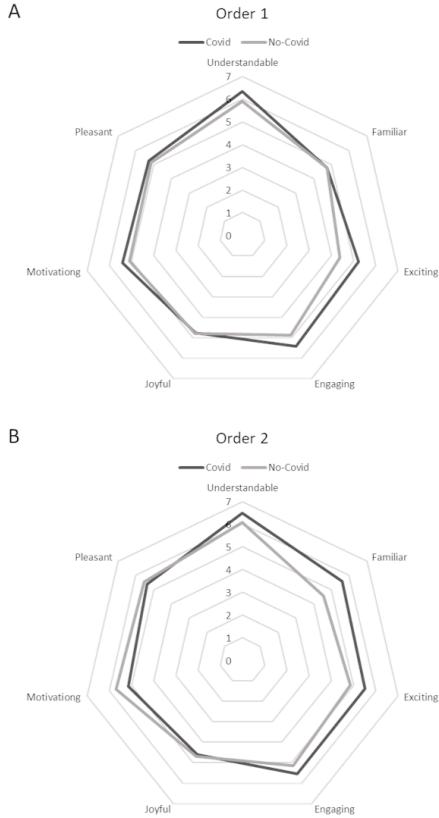 A
Order 1
Covid No-Covid
Understandable
7
6
Pleasant Familiar
5
4
3
2
1
0
Motivationg Exciting
Joyful Engaging
B
Order 2
Covid No-Covid
Understandable
7
6
Pleasant Familiar
5
4
3
2
1
0
Motivationg Exciting
Joyful Engaging